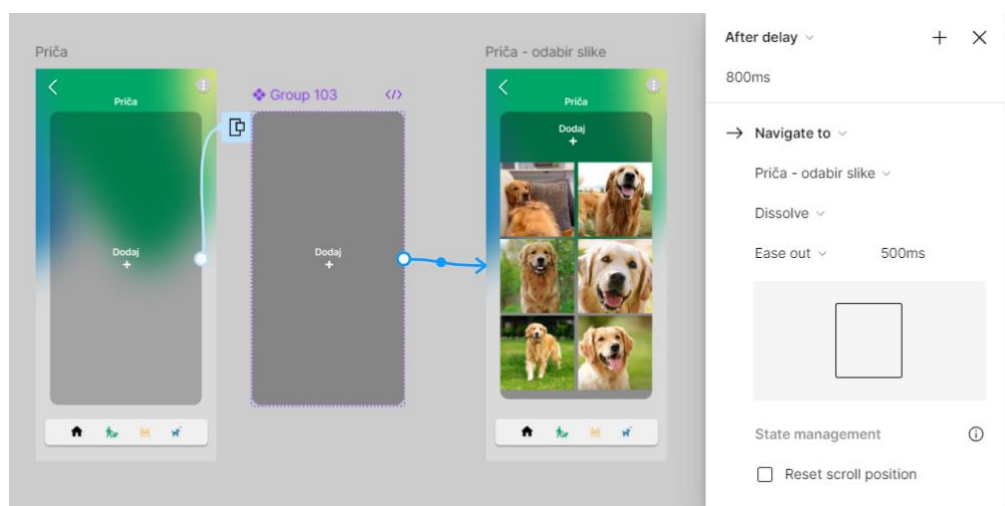 Priča
Priča
Dodaj
+
Group 103
</>
Dodaj
+
Priča - odabir slike
Priča
Dodaj
+
After delay
800ms
Navigate to
Priča - odabir slike
Dissolve
Ease out 500ms
State management
Reset scroll position